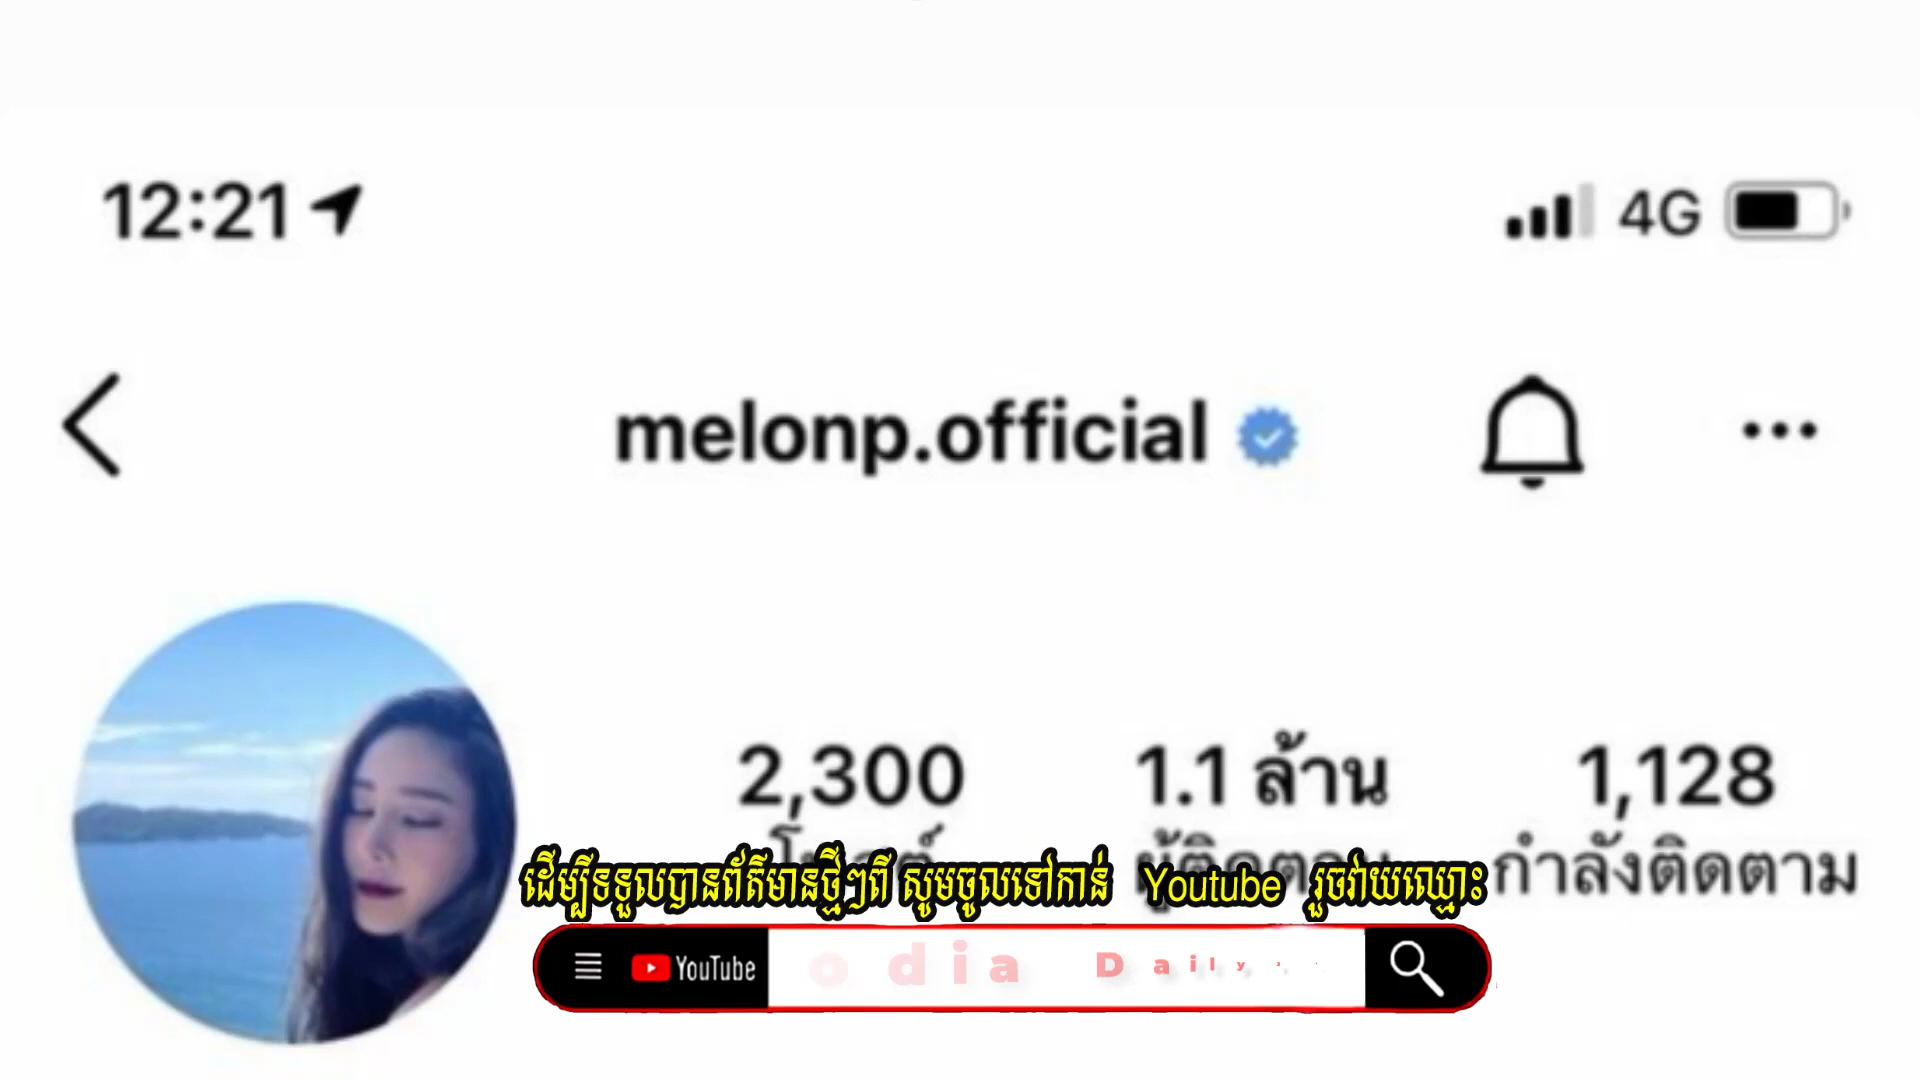 12:21 4G
melonp.official
2,300 1.1 ล้าน 1,128
กำลังติดตาม
ដើម្បីទទួលបានព័ត៌មានថ្មីៗពី សូមចូលទៅកាន់ Youtube រួចវាយឈ្មោះ
YouTube odia Daily